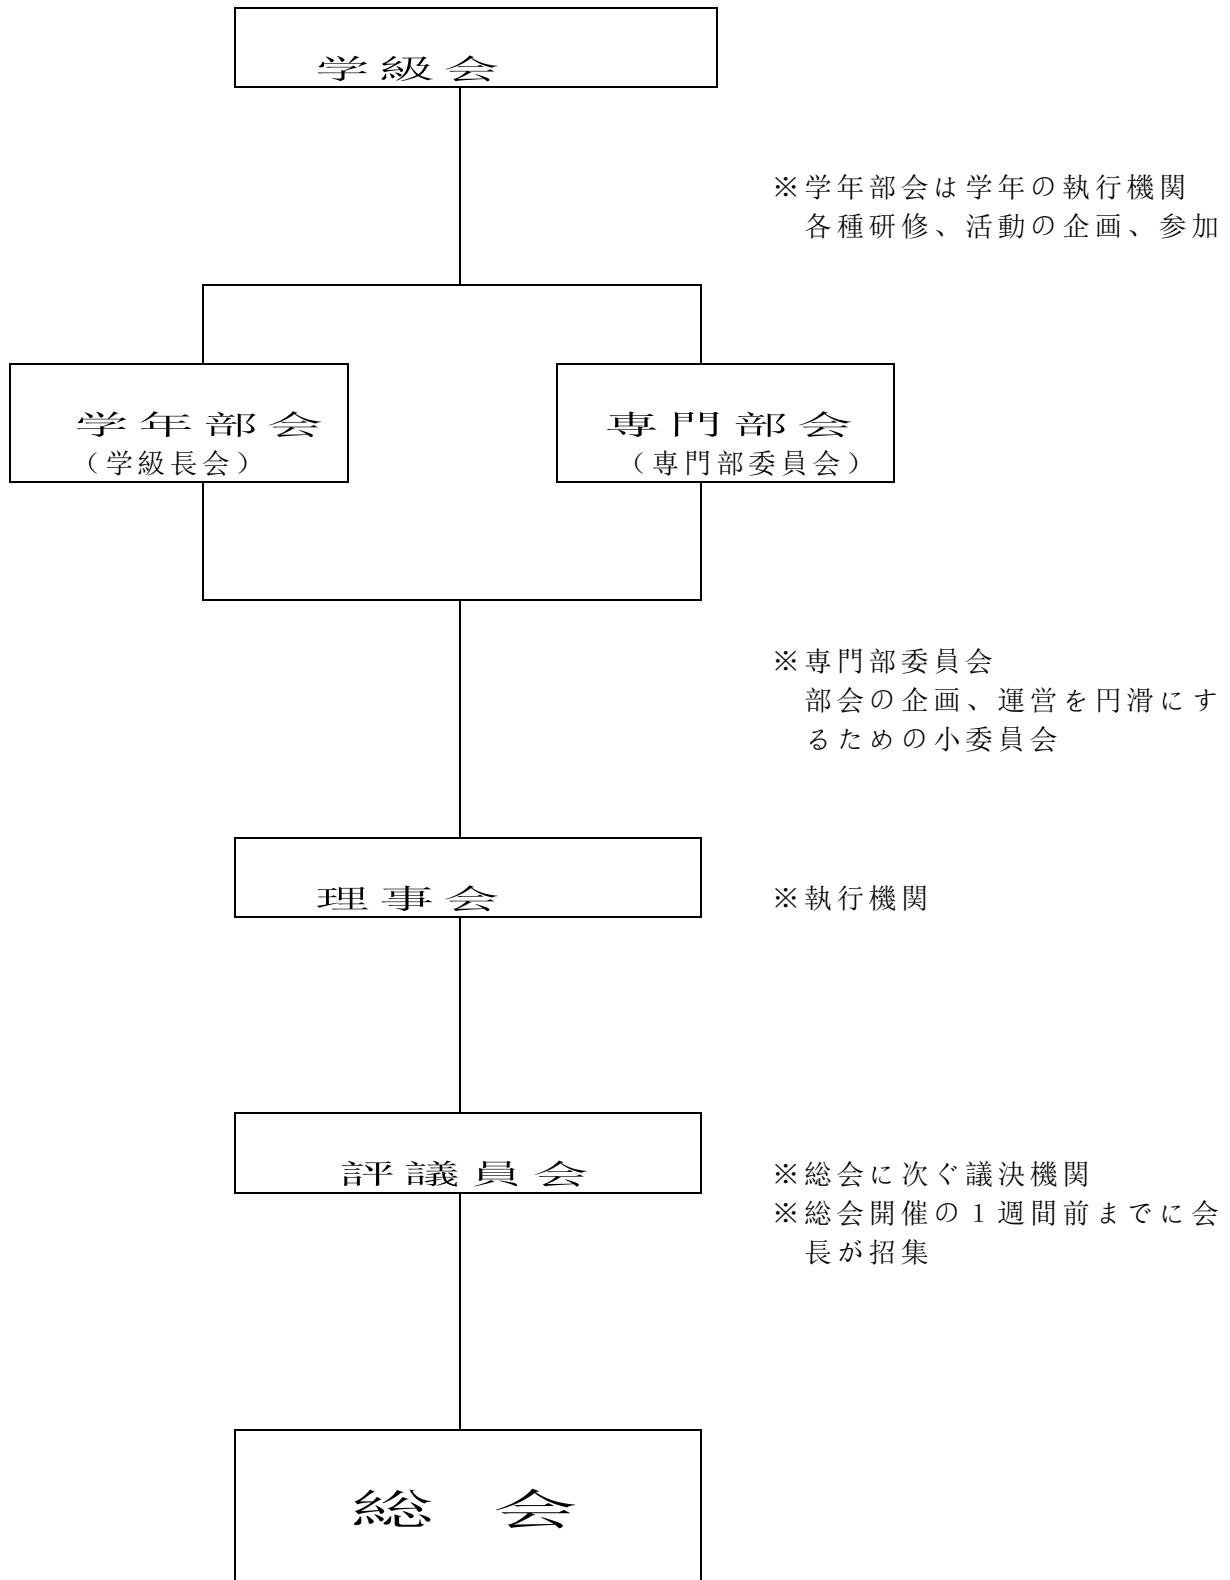 学級会
※学年部会は学年の執行機関
各種研修、活動の企画、参加
学年部会
（学級長会）
専門部会
（専門部委員会）
※専門部委員会
部会の企画、運営を円滑にす
るための小委員会
理事会
※執行機関
評議員会
※総会に次ぐ議決機関
※総会開催の１週間前までに会
長が招集
総　会